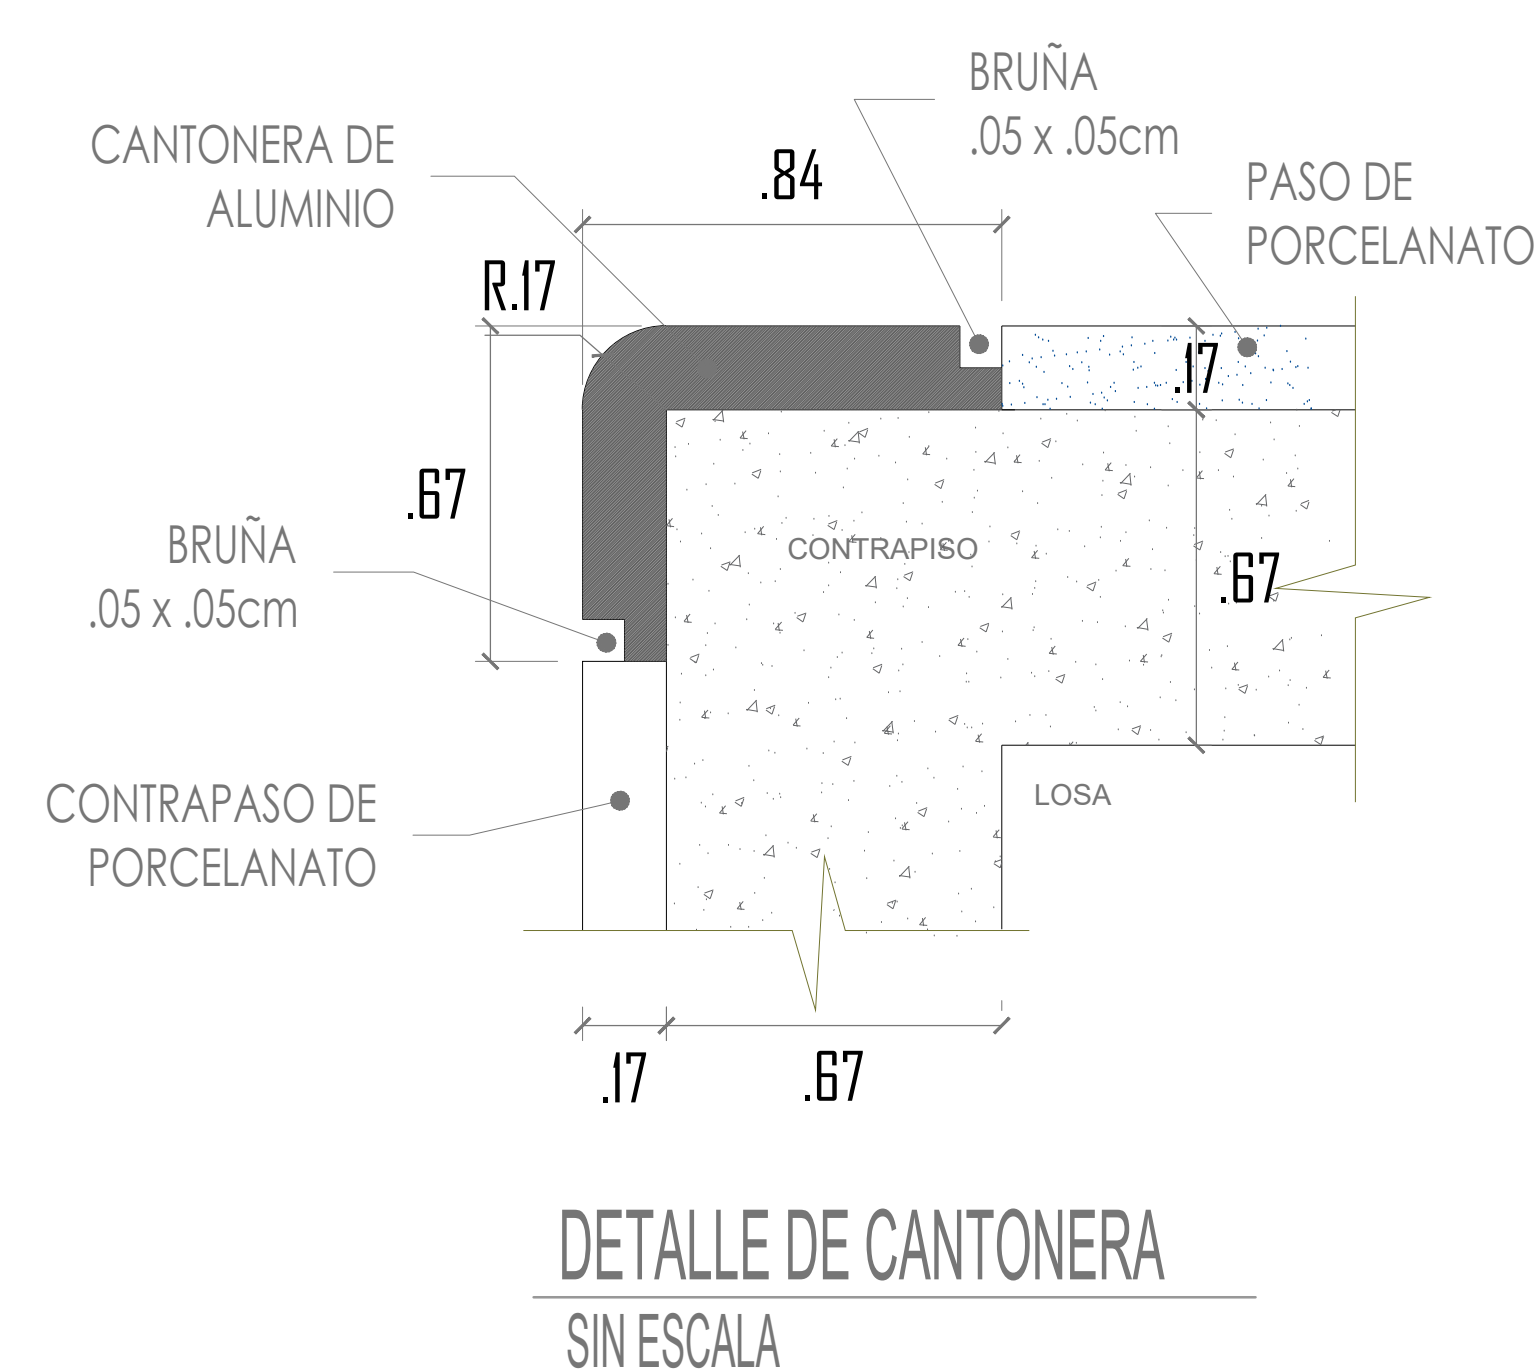 BRUÑA
.05 x .05cm
CANTONERA DE
ALUMINIO
.84
PASO DE
PORCELANATO
R.17
.17
.67
BRUÑA
.05 x .05cm
CONTRAPISO
.67
CONTRAPASO DE
PORCELANATO
LOSA
.17
.67
DETALLE DE CANTONERA
SIN ESCALA